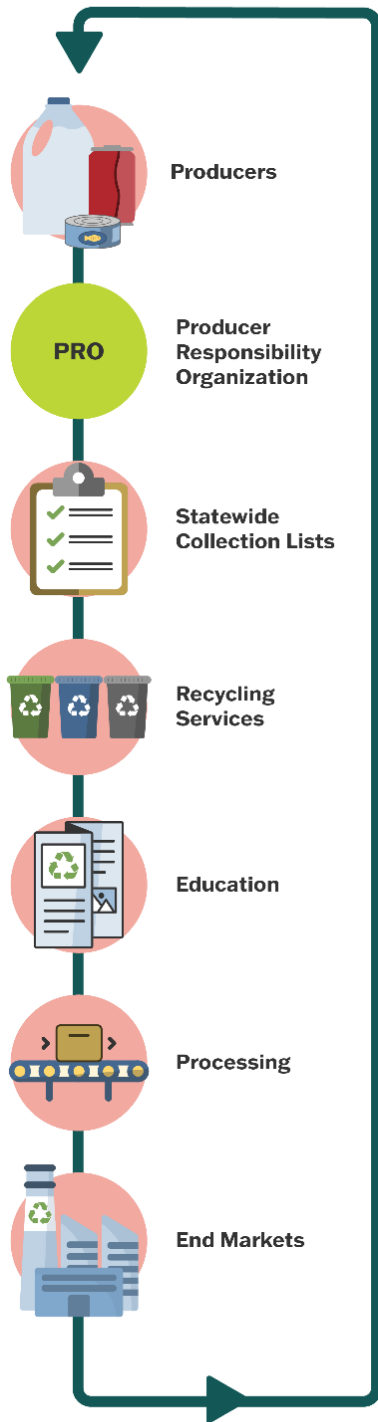 Producers
PRO
Producer
Responsibility
Organization
Statewide
Collection Lists
Recycling
Services
Education
Processing
End Markets